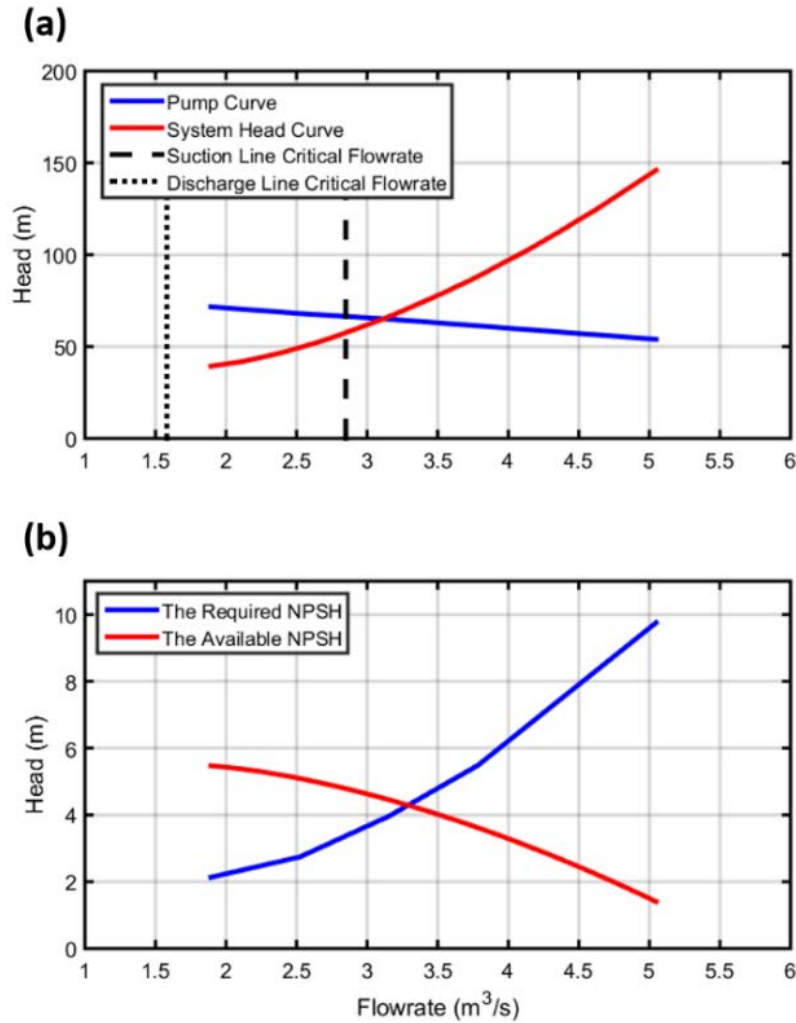 (a)
200
150
100
50
0
Head (m)
Pump Curve
System Head Curve
Suction Line Critical Flowrate
Discharge Line Critical Flowrate
1 1.5 2 2.5 3 3.5 4 4.5 5 5.5 6
(b)
10
8
6
4
2
0
Head (m)
The Required NPSH
The Available NPSH
1 1.5 2 2.5 3 3.5 4 4.5 5 5.5 6
Flowrate (m³/s)